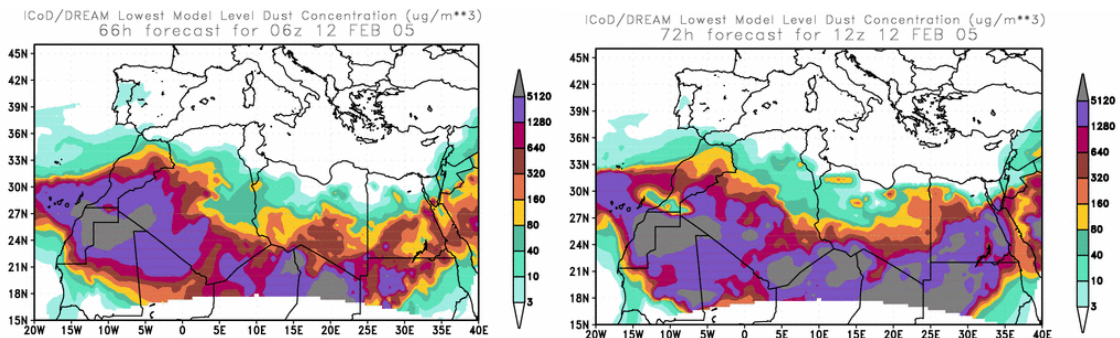 ICoD/DREAM Lowest Model Level Dust Concentration (ug/m**3)
66h forecast for 06z 12 FEB 05
45N
42N
39N
36N
33N
30N
27N
24N
21N
18N
15N
20W 15W 10W 5W 0 5E 10E 15E 20E 25E 30E 35E 40E
5120
1280
640
320
160
80
40
10
3
ICoD/DREAM Lowest Model Level Dust Concentration (ug/m**3)
72h forecast for 12z 12 FEB 05
45N
42N
39N
36N
33N
30N
27N
24N
21N
18N
15N
20W 15W 10W 5W 0 5E 10E 15E 20E 25E 30E 35E 40E
5120
1280
640
320
160
80
40
10
3